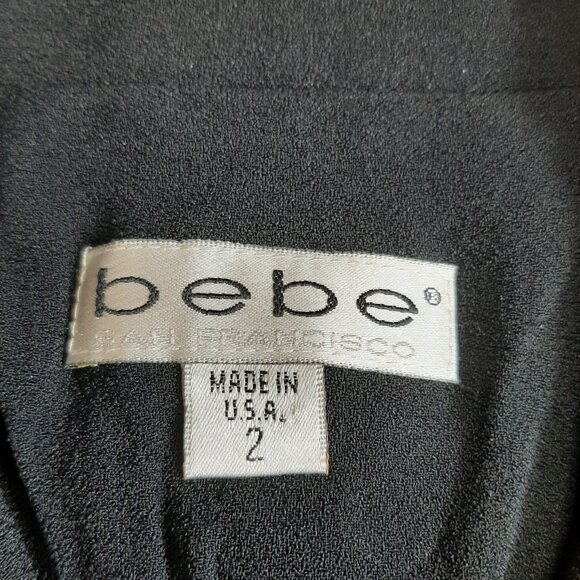 bebe®
SAN FRANCISCO
MADE IN
U.S.A.
2